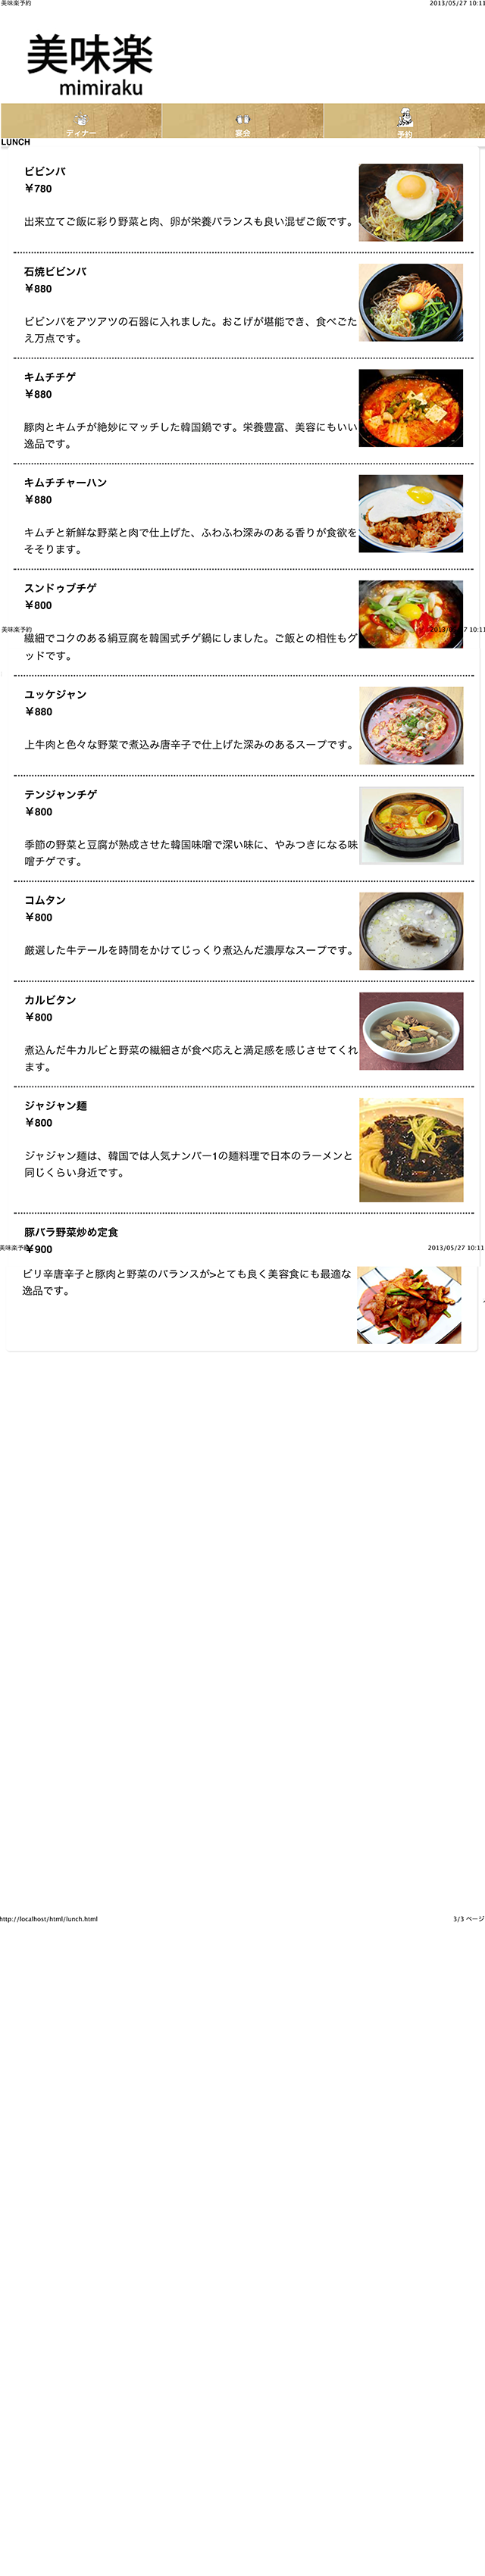 美味楽予約 2013/05/27 10:11
美味楽
mimiraku
ディナー 宴会 予約
LUNCH
ビビンバ
￥780
出来立てご飯に彩り野菜と肉、卵が栄養バランスも良い混ぜご飯です。
石焼ビビンバ
￥880
ビビンバをアツアツの石器に入れました。おこげが堪能でき、食べごた
え万点です。
キムチチゲ
￥880
豚肉とキムチが絶妙にマッチした韓国鍋です。栄養豊富、美容にもいい
逸品です。
キムチチャーハン
￥880
キムチと新鮮な野菜と肉で仕上げた、ふわふわ深みのある香りが食欲を
そそります。
スンドゥブチゲ
￥800
美味楽予約 2013/05/27 10:11
繊細でコクのある絹豆腐を韓国式チゲ鍋にしました。ご飯との相性もグ
ッドです。
ユッケジャン
￥880
上牛肉と色々な野菜で煮込み唐辛子で仕上げた深みのあるスープです。
テンジャンチゲ
￥800
季節の野菜と豆腐が熟成させた韓国味噌で深い味に、やみつきになる味
噌チゲです。
コムタン
￥800
厳選した牛テールを時間をかけてじっくり煮込んだ濃厚なスープです。
カルビタン
￥800
煮込んだ牛カルビと野菜の繊細さが食べ応えと満足感を感じさせてくれ
ます。
ジャジャン麺
￥800
ジャジャン麺は、韓国では人気ナンバー1の麺料理で日本のラーメンと
同じくらい身近です。
豚バラ野菜炒め定食
美味楽予約 2013/05/27 10:11
￥900
ビリ辛唐辛子と豚肉と野菜のバランスが>とても良く美容食にも最適な
逸品です。
http://localhost/html/lunch.html 3/3 ページ